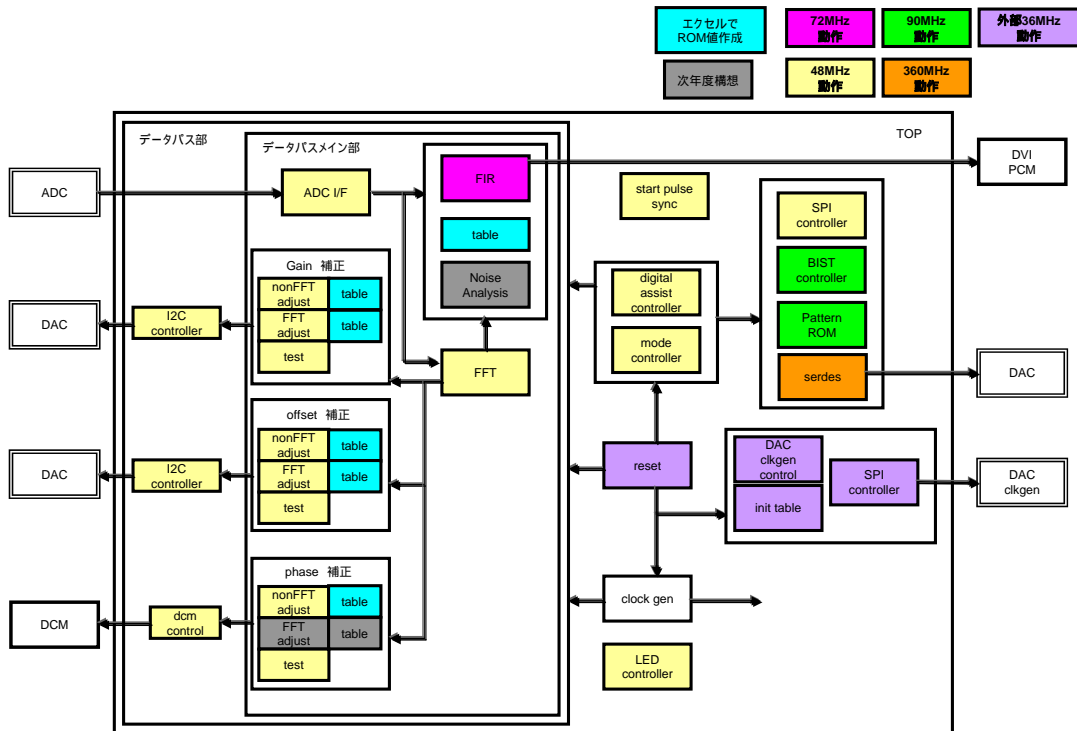 エクセルで
ROM値作成
72MHz
動作
90MHz
動作
外部36MHz
動作
次年度構想
48MHz
動作
360MHz
動作
データパス部
データパスメイン部
TOP
ADC
ADC I/F
FIR
table
Noise
Analysis
DVI
PCM
start pulse
sync
SPI
controller
BIST
controller
Pattern
ROM
serdes
DAC
Gain 補正
nonFFT
adjust
table
FFT
adjust
table
test
I2C
controller
DAC
FFT
digital
assist
controller
mode
controller
offset 補正
nonFFT
adjust
table
FFT
adjust
table
test
I2C
controller
DAC
reset
DAC
clkgen
control
init table
SPI
controller
DAC
clkgen
phase 補正
nonFFT
adjust
table
FFT
adjust
table
test
dcm
control
DCM
clock gen
LED
controller